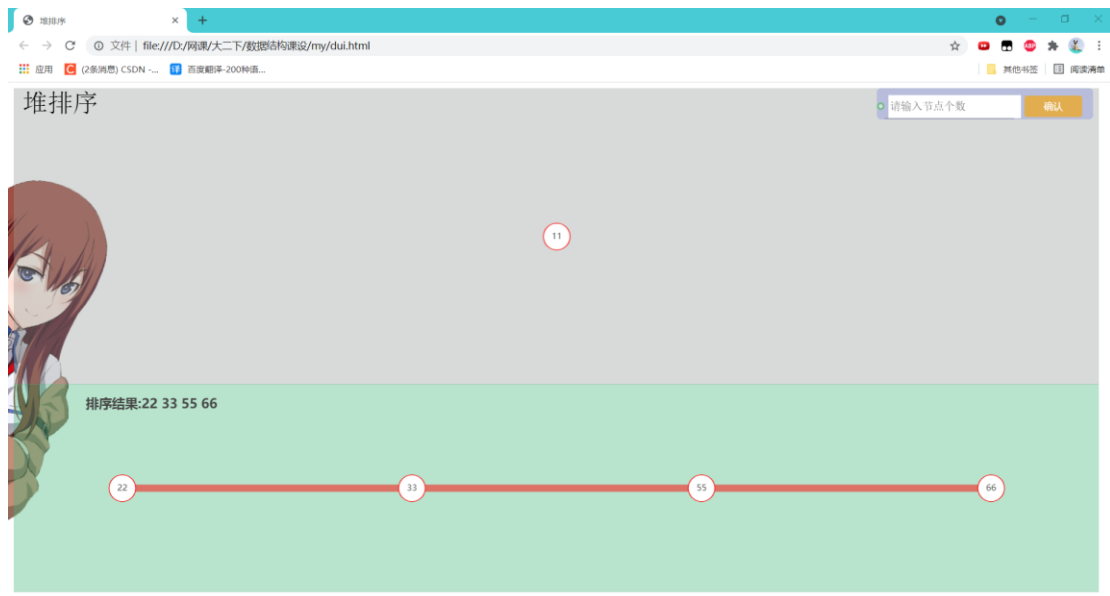 堆排序
文件 | file:///D:/网课/大二下/数据结构课设/my/dui.html
应用 (2条消息) CSDN -... 百度翻译-200种语... 其他书签 阅读清单
堆排序 请输入节点个数 确认
11
排序结果:22 33 55 66
22 33 55 66